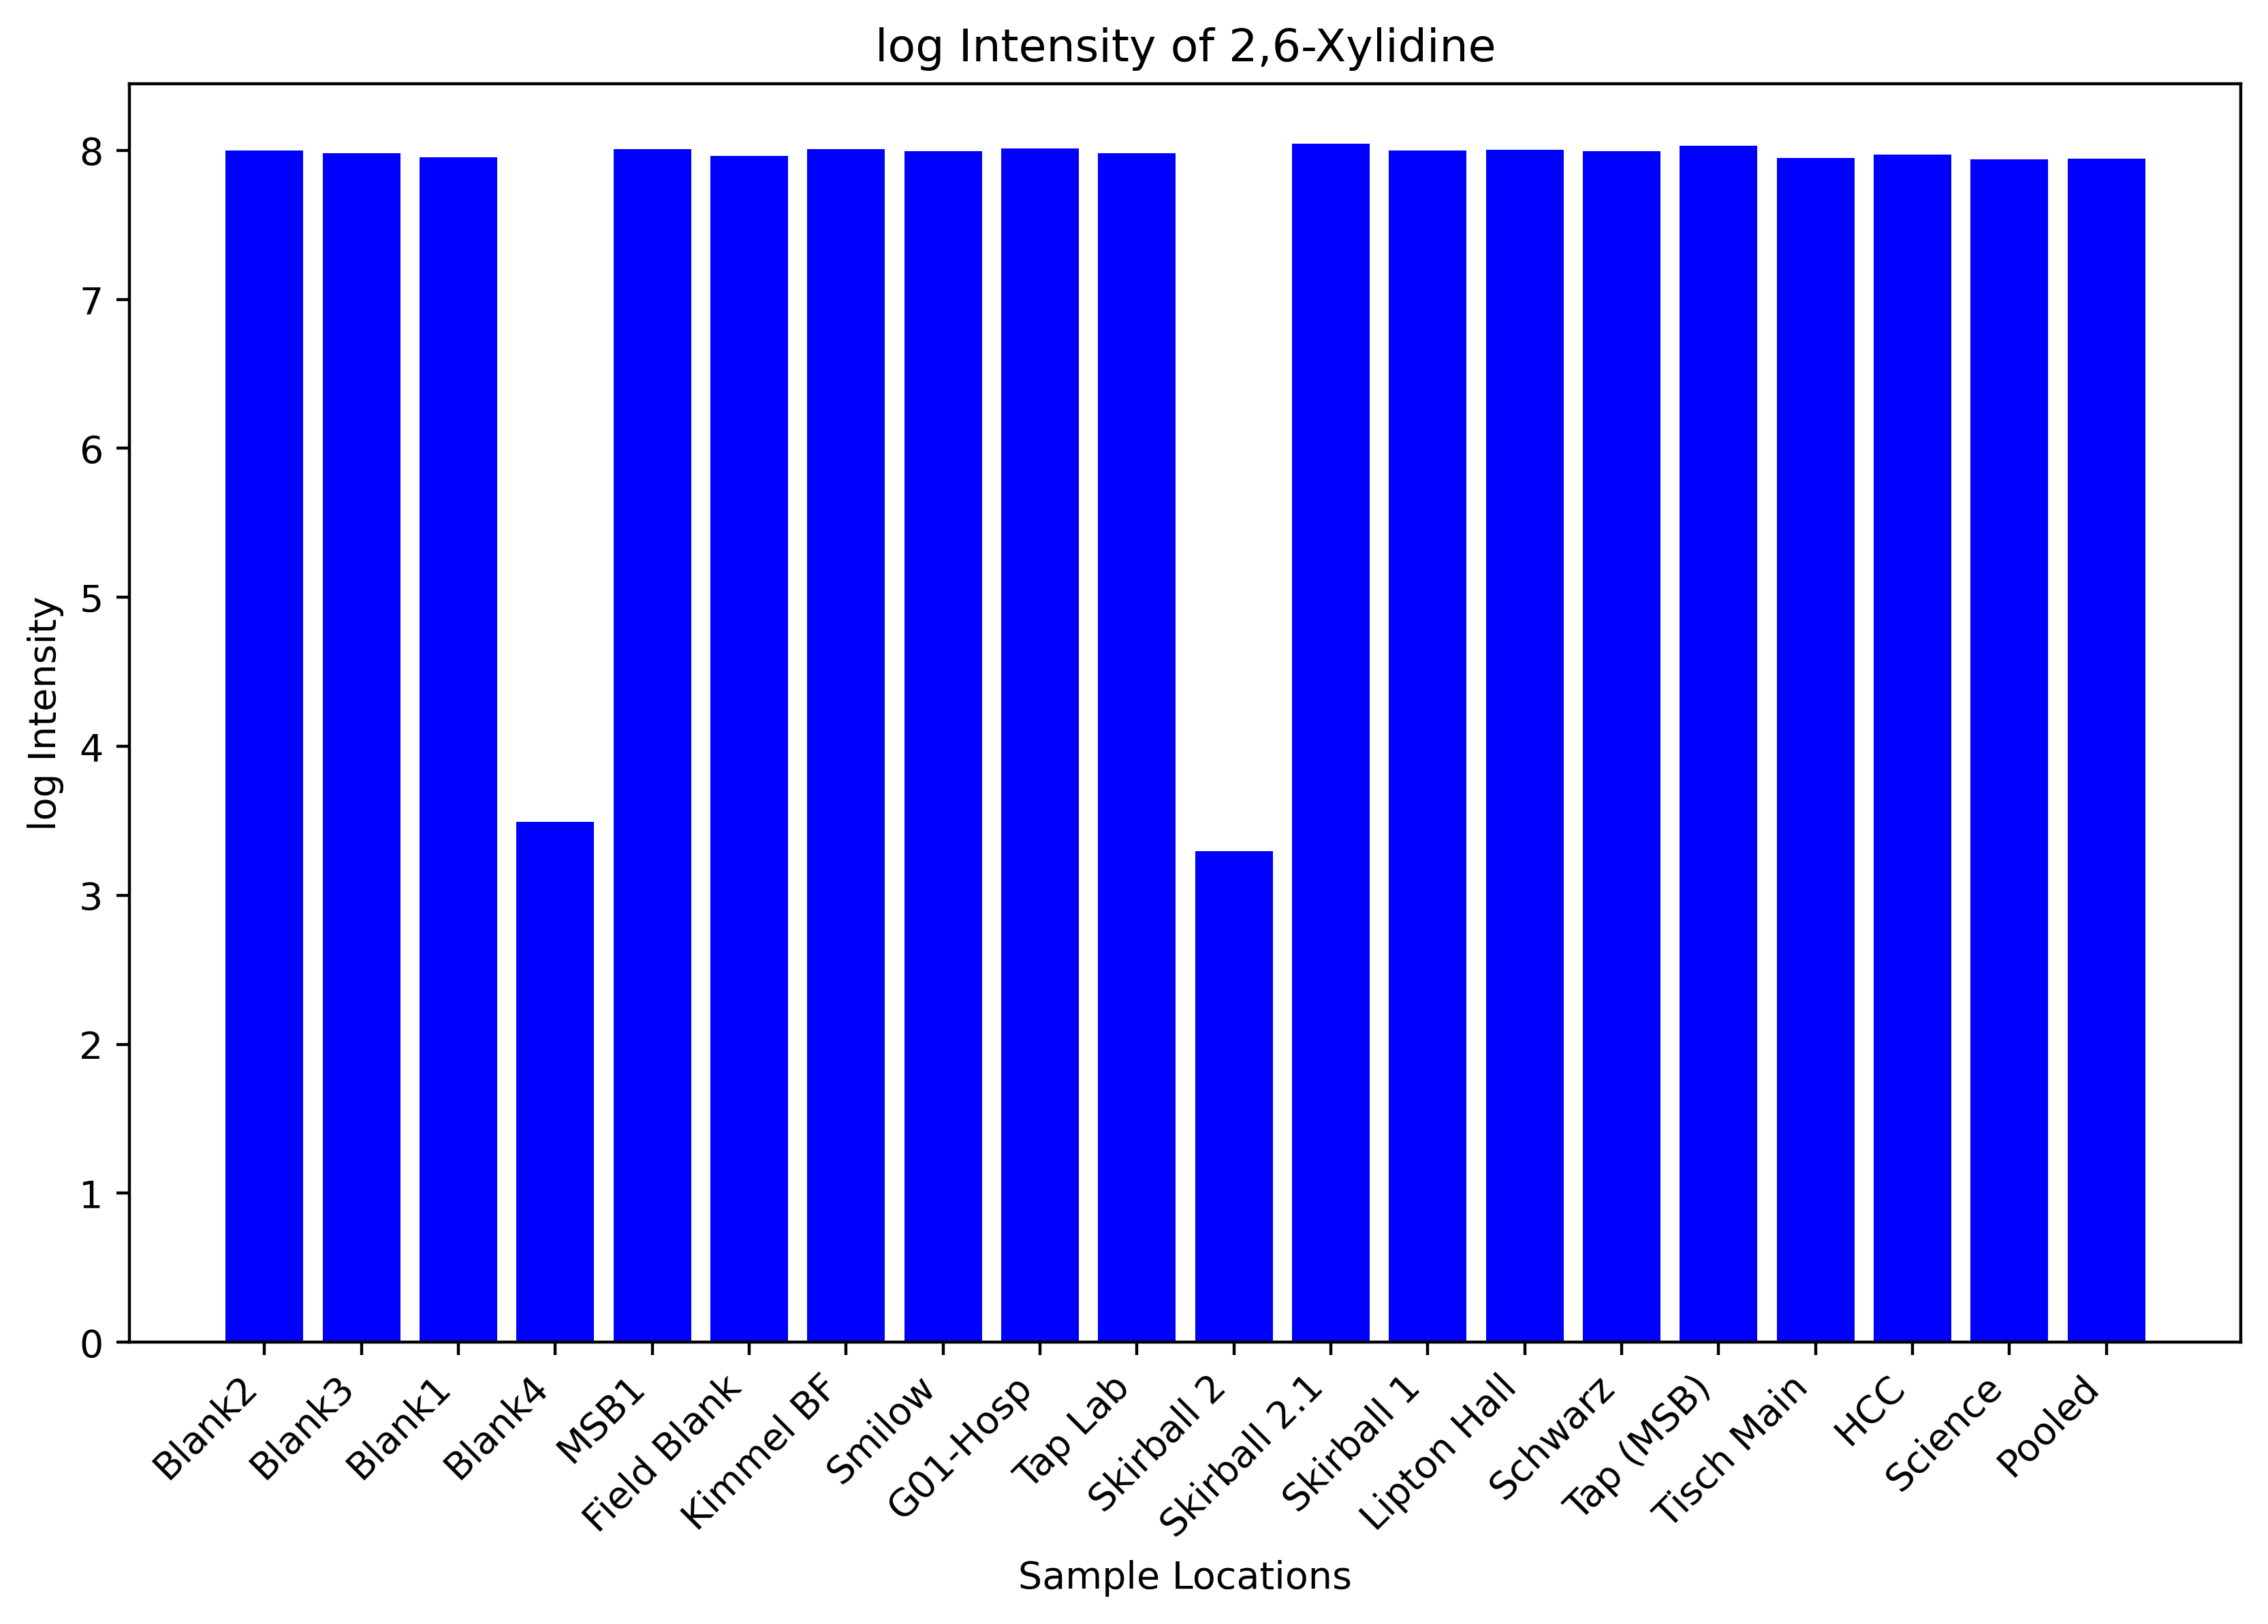 log Intensity of 2,6-Xylidine
log Intensity
8
7
6
5
4
3
2
1
0
Blank2
Blank3
Blank1
Blank4
MSB1
Field Blank
Kimmel BF
Smilow
G01-Hosp
Tap Lab
Skirball 2
Skirball 2.1
Skirball 1
Lipton Hall
Schwarz
Tap (MSB)
Tisch Main
HCC
Science
Pooled
Sample Locations